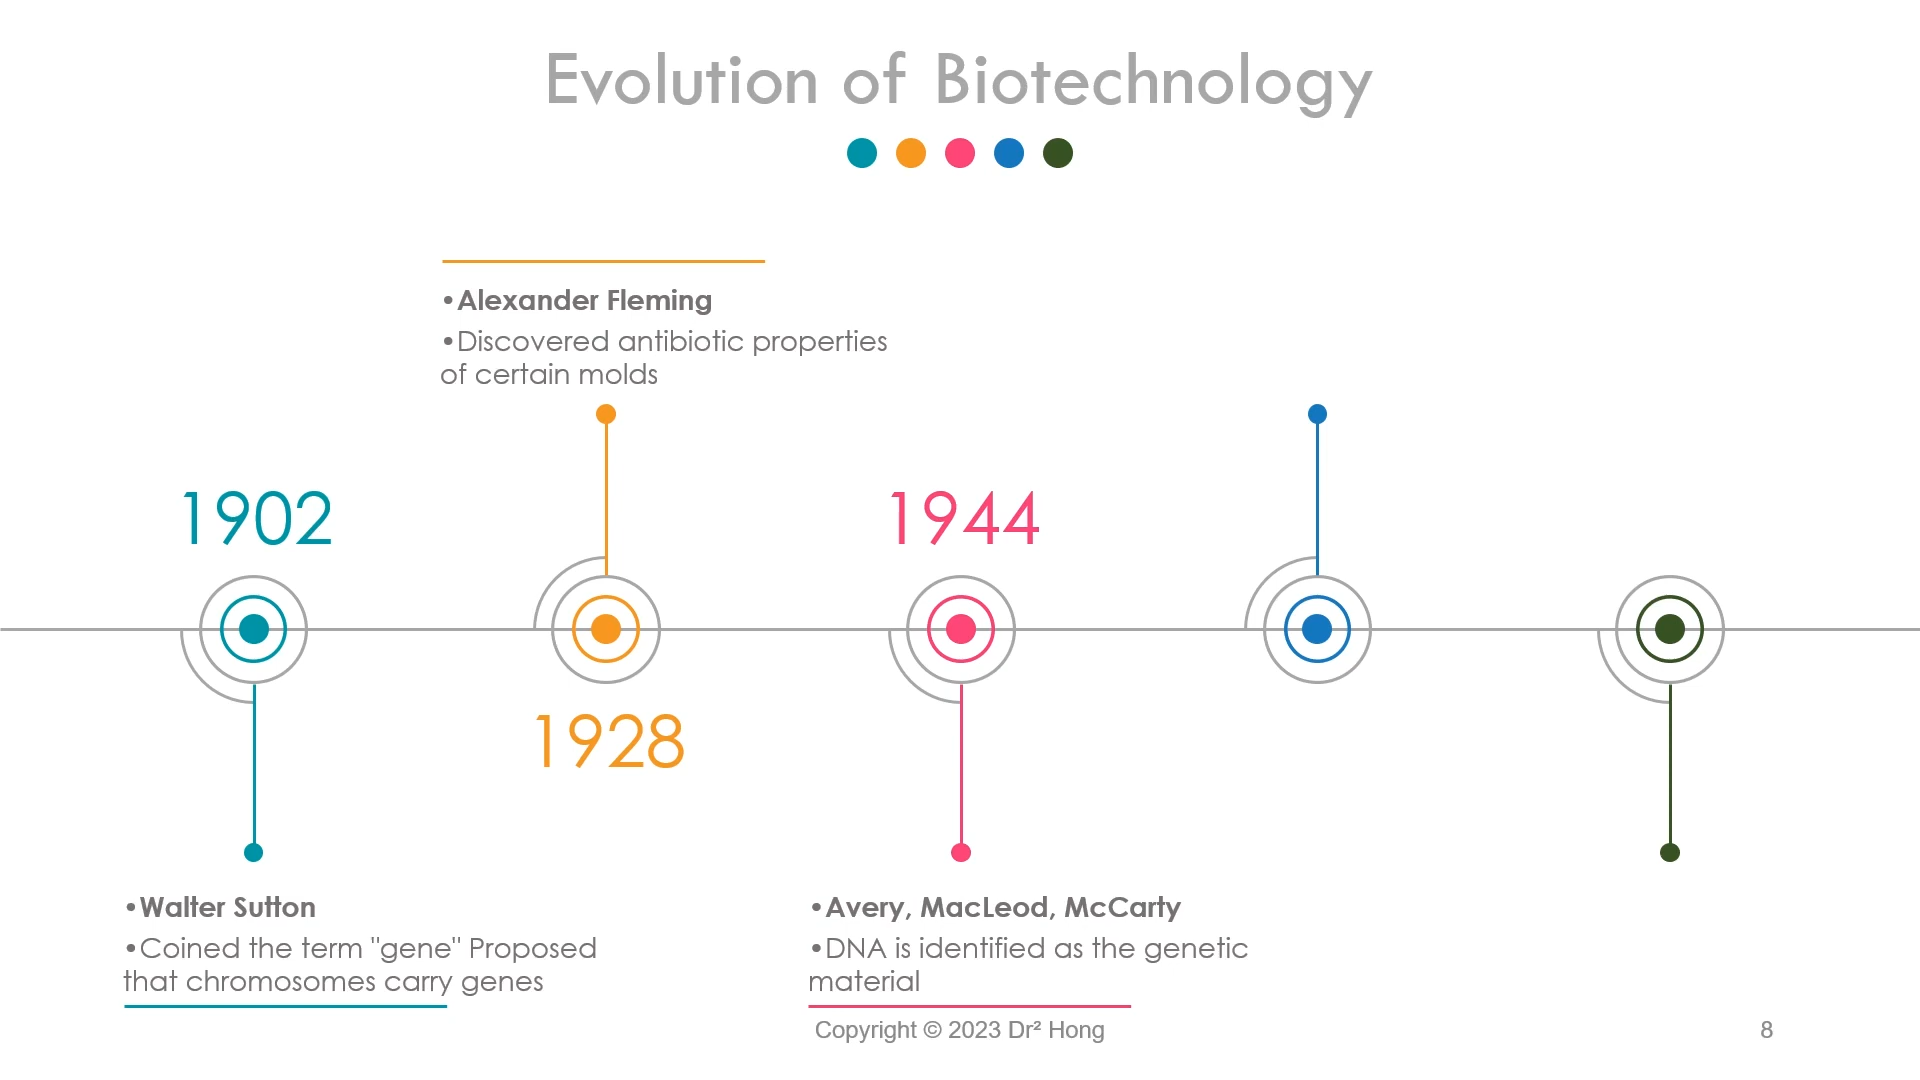 Evolution of Biotechnology
•Alexander Fleming
•Discovered antibiotic properties
of certain molds
1902
1944
1928
•Walter Sutton
•Coined the term "gene" Proposed
that chromosomes carry genes
•Avery, MacLeod, McCarty
•DNA is identified as the genetic
material
Copyright © 2023 Dr² Hong
8